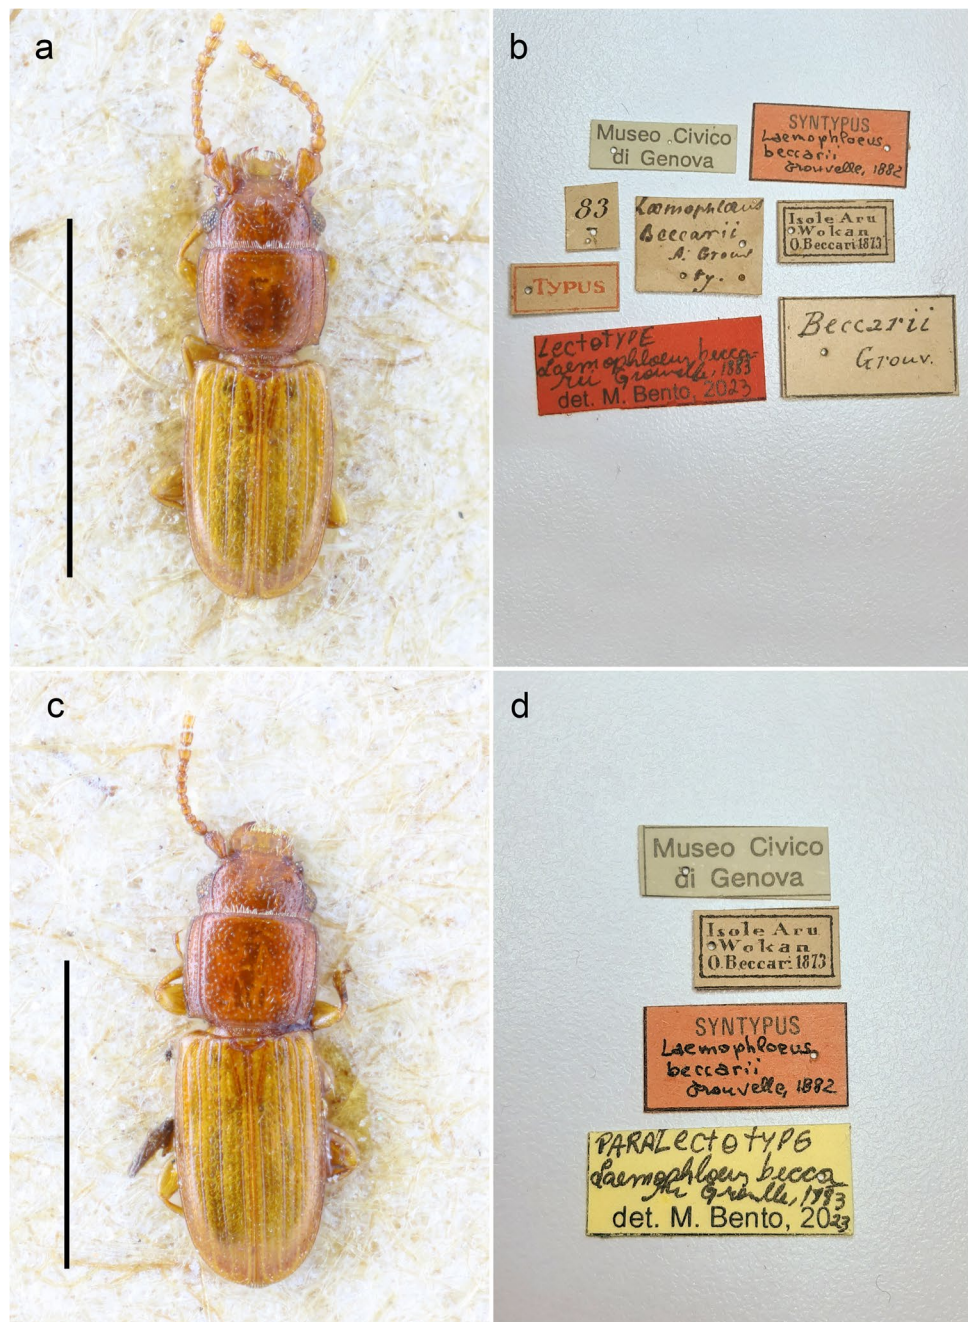 a
b
Museo Civico
di Genova
SYNTYPUS
Laemophloeus
beccarii
Grouvelle, 1882
83
Læmophlœus
Beccarii
A. Grouv
sy.
Isole Aru
Wokan
O. Beccari 1873
TYPUS
LECTOTYPE
Laemophloeus becca-
rii Grouvelle, 1883
det. M. Bento, 2023
Beccarii
Grouv.
c
d
Museo Civico
di Genova
Isole Aru
Wokan
O. Beccari 1873
SYNTYPUS
Laemophloeus
beccarii
Grouvelle, 1882
PARALECTOTYPE
Laemophloeus becca
rii Grouvelle, 1883
det. M. Bento, 2023